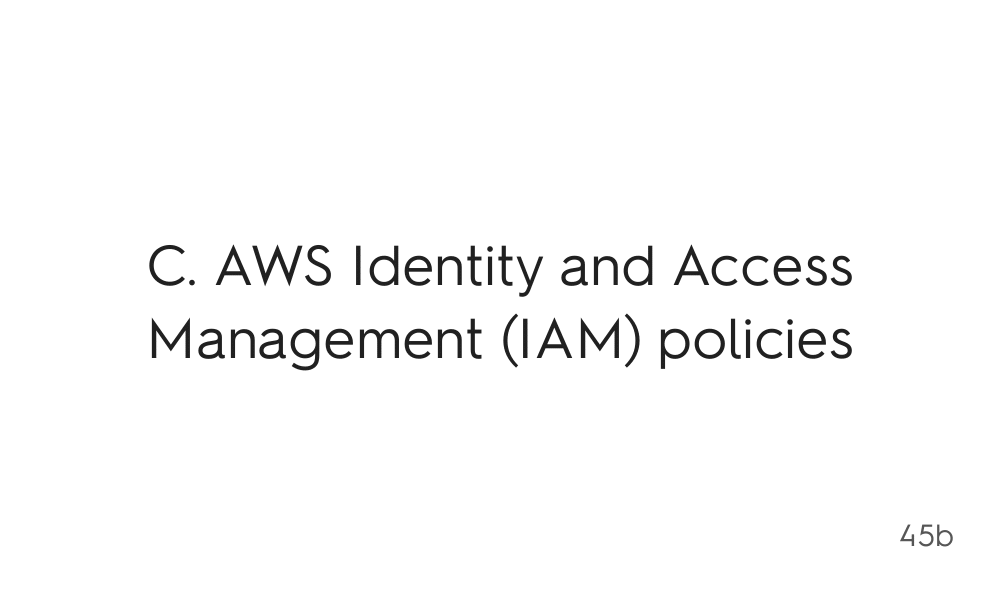 C. AWS Identity and Access
Management (IAM) policies
45b